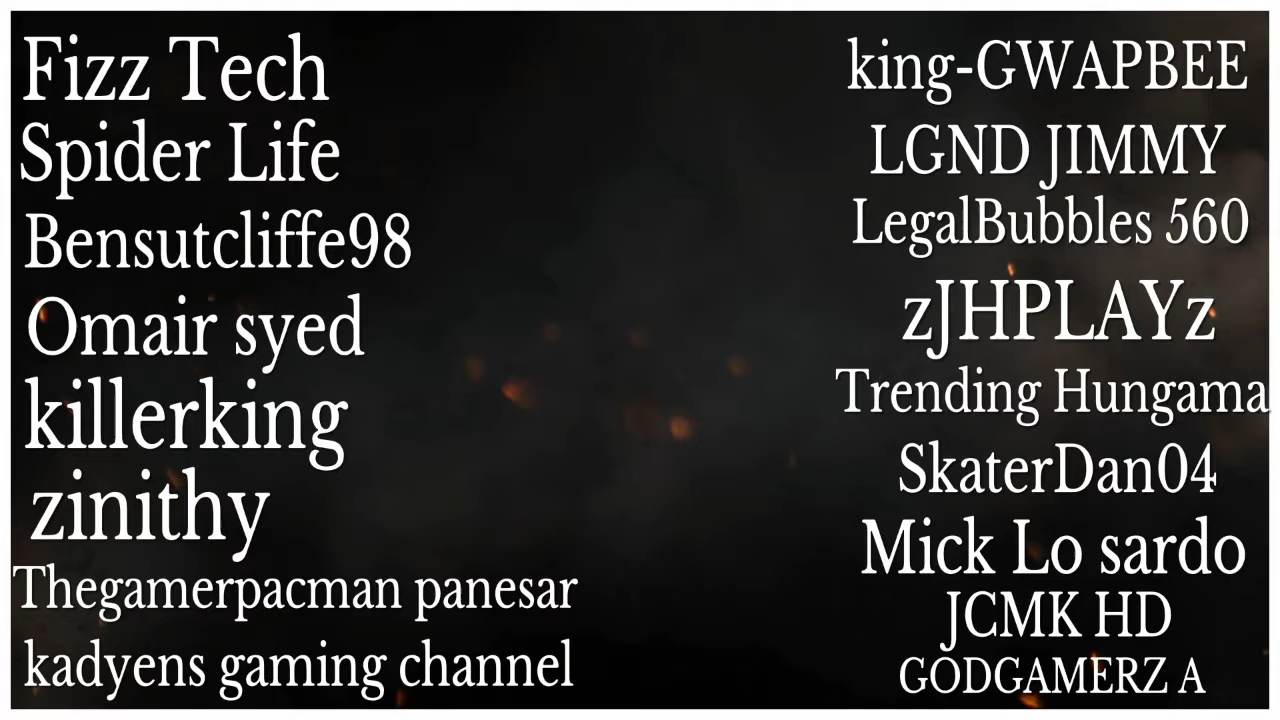 Fizz Tech
Spider Life
Bensutcliffe98
Omair syed
killerking
zinithy
Thegamerpacman panesar
kadyens gaming channel
king-GWAPBEE
LGND JIMMY
LegalBubbles 560
zJHPLAYz
Trending Hungama
SkaterDan04
Mick Lo sardo
JCMK HD
GODGAMERZ A